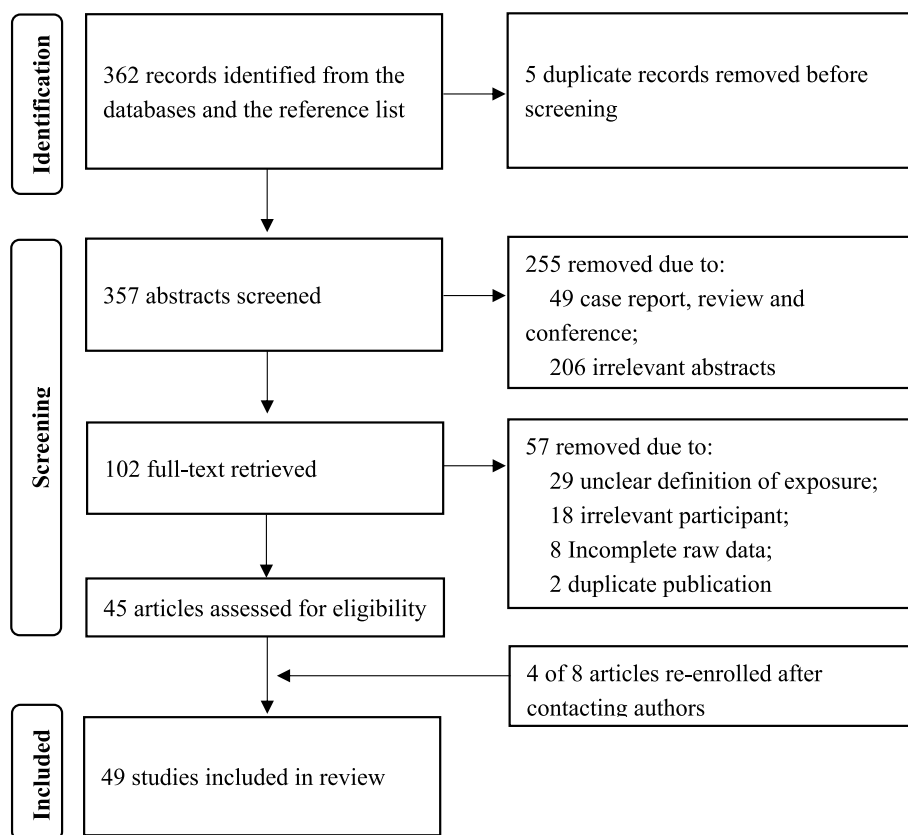 Identification
362 records identified from the
databases and the reference list
5 duplicate records removed before
screening
Screening
357 abstracts screened
255 removed due to:
49 case report, review and
conference;
206 irrelevant abstracts
102 full-text retrieved
57 removed due to:
29 unclear definition of exposure;
18 irrelevant participant;
8 Incomplete raw data;
2 duplicate publication
45 articles assessed for eligibility
4 of 8 articles re-enrolled after
contacting authors
Included
49 studies included in review